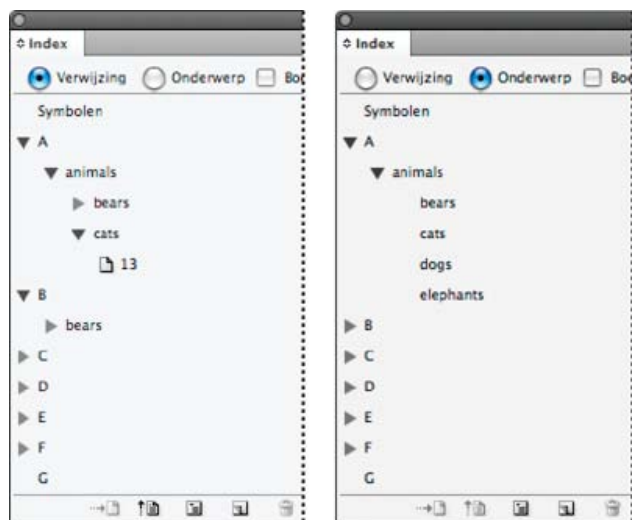 Index
Verwijzing Onderwerp
Symbolen
A
animals
bears
cats
13
B
bears
C
D
E
F
G
Index
Verwijzing Onderwerp
Symbolen
A
animals
bears
cats
dogs
elephants
B
C
D
E
F
G